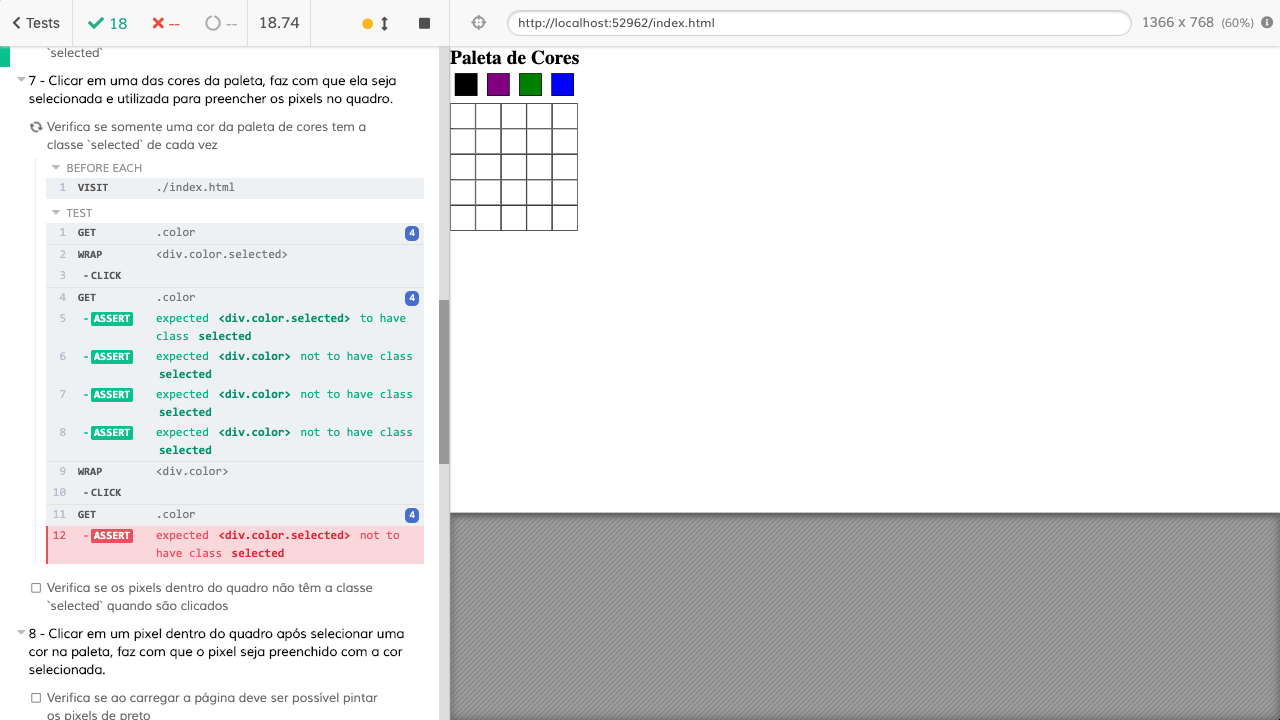 Tests 18 -- -- 18.74 http://localhost:52962/index.html 1366 x 768 (60%)
`selected`
7 - Clicar em uma das cores da paleta, faz com que ela seja
selecionada e utilizada para preencher os pixels no quadro.
Verifica se somente uma cor da paleta de cores tem a
classe `selected` de cada vez
BEFORE EACH
1 VISIT ./index.html
TEST
1 GET .color 4
2 WRAP <div.color.selected>
3 -CLICK
4 GET .color 4
5 -ASSERT expected <div.color.selected> to have
class selected
6 -ASSERT expected <div.color> not to have class
selected
7 -ASSERT expected <div.color> not to have class
selected
8 -ASSERT expected <div.color> not to have class
selected
9 WRAP <div.color>
10 -CLICK
11 GET .color 4
12 -ASSERT expected <div.color.selected> not to
have class selected
Verifica se os pixels dentro do quadro não têm a classe
`selected` quando são clicados
8 - Clicar em um pixel dentro do quadro após selecionar uma
cor na paleta, faz com que o pixel seja preenchido com a cor
selecionada.
Verifica se ao carregar a página deve ser possível pintar
os pixels de preto
Paleta de Cores